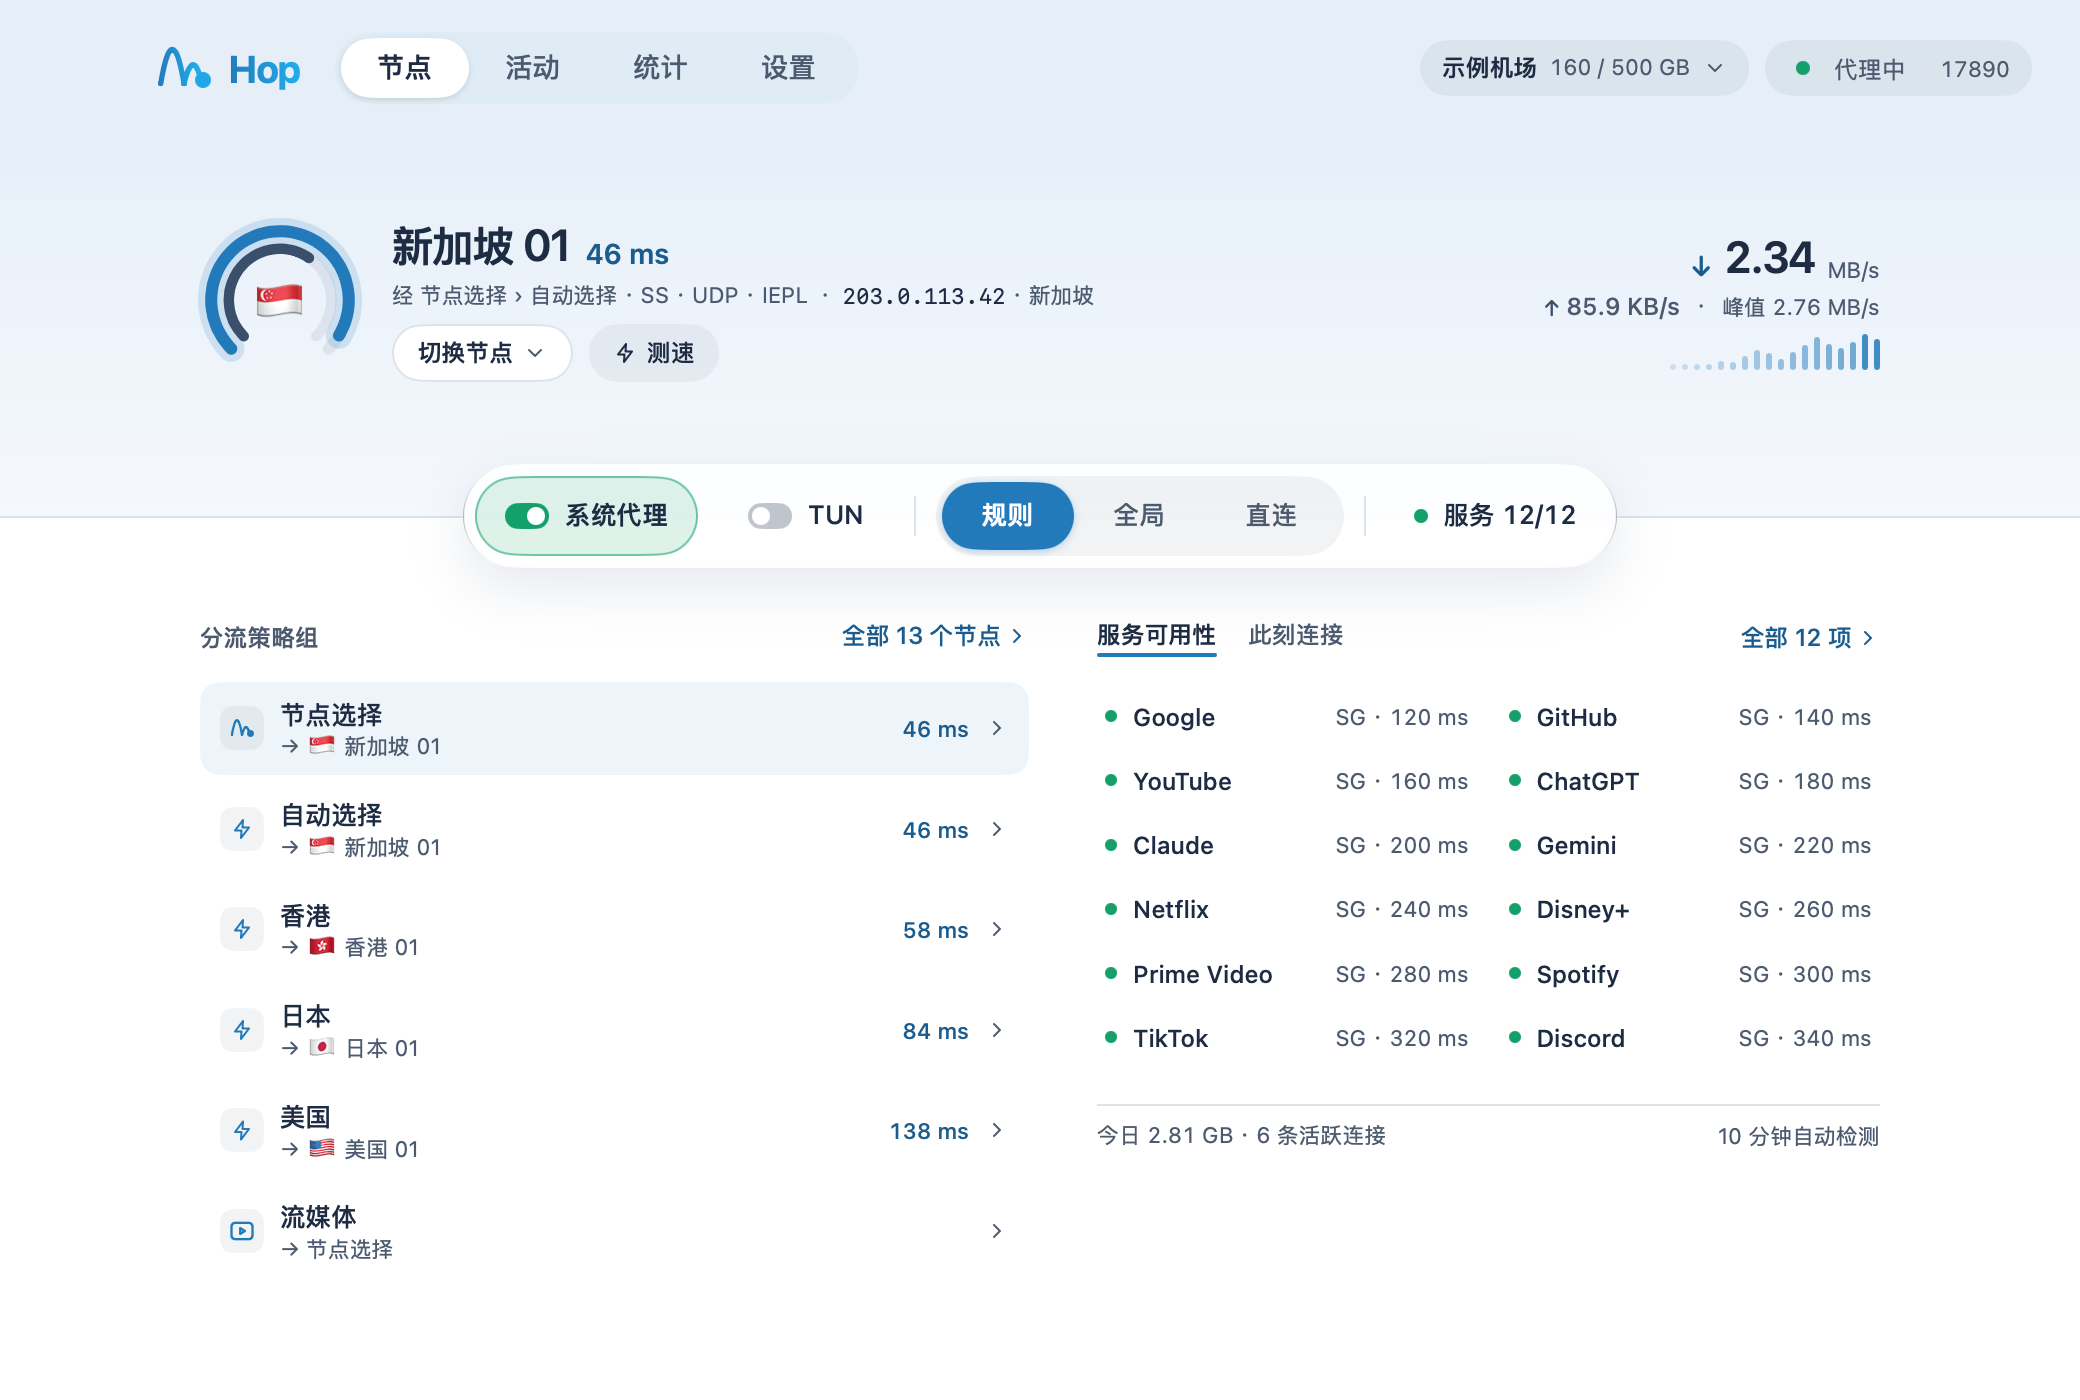 Hop 节点 活动 统计 设置 示例机场 160 / 500 GB 代理中 17890
新加坡 01 46 ms
经 节点选择 › 自动选择 · SS · UDP · IEPL · 203.0.113.42 · 新加坡
切换节点 测速
↓ 2.34 MB/s
↑ 85.9 KB/s · 峰值 2.76 MB/s
系统代理 TUN 规则 全局 直连 服务 12/12
分流策略组 全部 13 个节点
节点选择
→ 🇸🇬 新加坡 01 46 ms
自动选择
→ 🇸🇬 新加坡 01 46 ms
香港
→ 🇭🇰 香港 01 58 ms
日本
→ 🇯🇵 日本 01 84 ms
美国
→ 🇺🇸 美国 01 138 ms
流媒体
→ 节点选择
服务可用性 此刻连接 全部 12 项
Google SG · 120 ms GitHub SG · 140 ms
YouTube SG · 160 ms ChatGPT SG · 180 ms
Claude SG · 200 ms Gemini SG · 220 ms
Netflix SG · 240 ms Disney+ SG · 260 ms
Prime Video SG · 280 ms Spotify SG · 300 ms
TikTok SG · 320 ms Discord SG · 340 ms
今日 2.81 GB · 6 条活跃连接 10 分钟自动检测